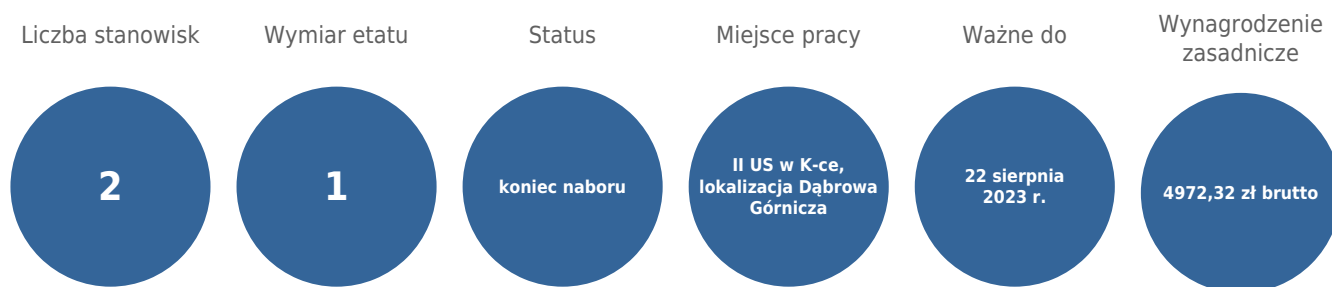 Liczba stanowisk
2
Wymiar etatu
1
Status
koniec naboru
Miejsce pracy
II US w K-ce,
lokalizacja Dąbrowa
Górnicza
Ważne do
22 sierpnia
2023 r.
Wynagrodzenie
zasadnicze
4972,32 zł brutto